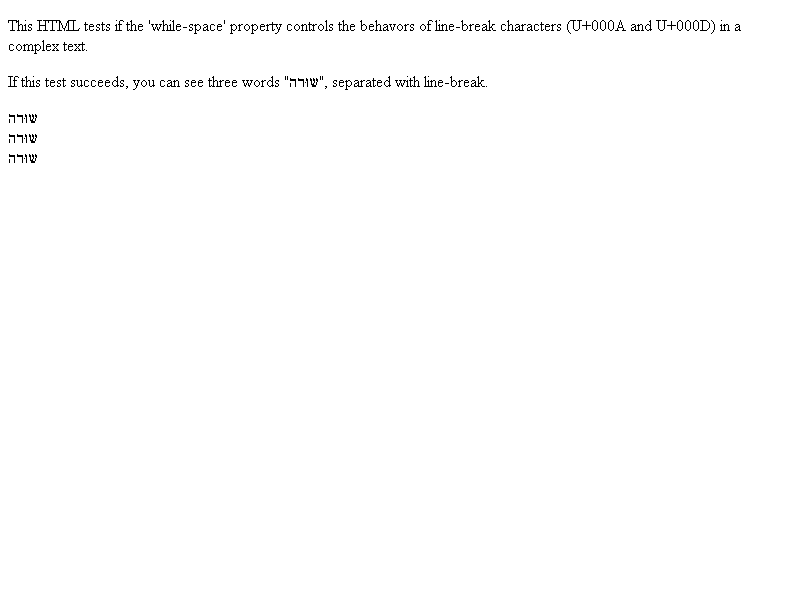 This HTML tests if the 'while-space' property controls the behavors of line-break characters (U+000A and U+000D) in a
complex text.
If this test succeeds, you can see three words "שורה", separated with line-break.
שורה
שורה
שורה